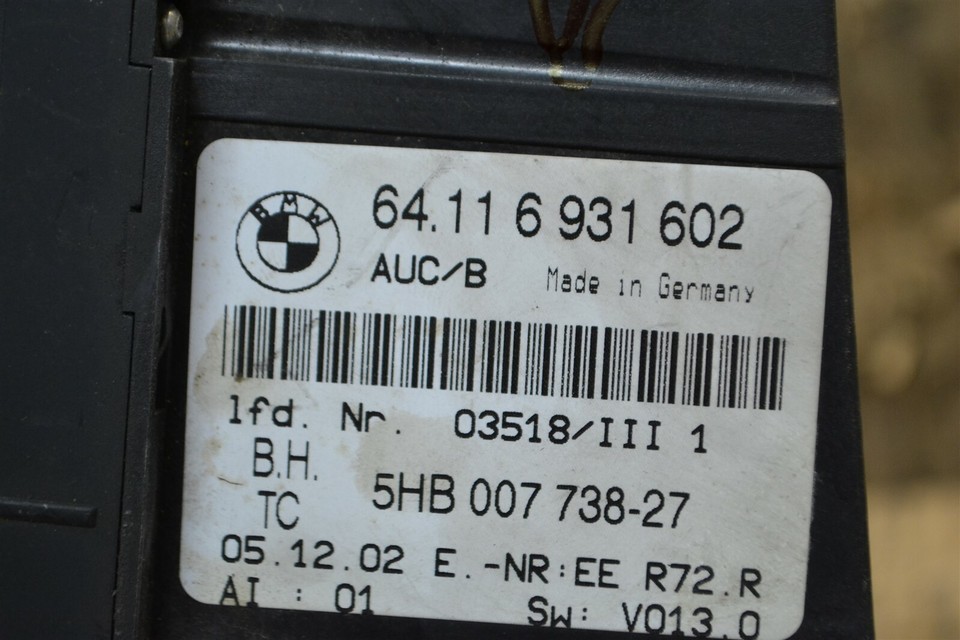 BMW
64.11 6 931 602
AUC/B Made in Germany
lfd. Nr. 03518/III 1
B.H.
TC 5HB 007 738-27
05.12.02 E.-NR:EE R72.R
AI : 01 Sw: V013.0